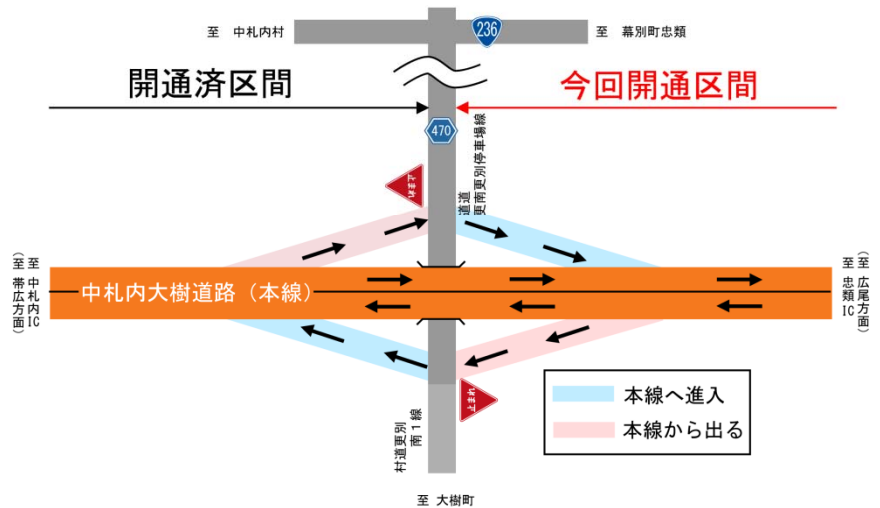 至 中札内村
236
至 幕別町忠類
開通済区間
今回開通区間
470
止まれ
道道
更南更別停車場線
(至 帯広方面)
至 中札内IC
中札内大樹道路(本線)
至 忠類IC
(至 広尾方面)
止まれ
村道更別
南1線
本線へ進入
本線から出る
至 大樹町